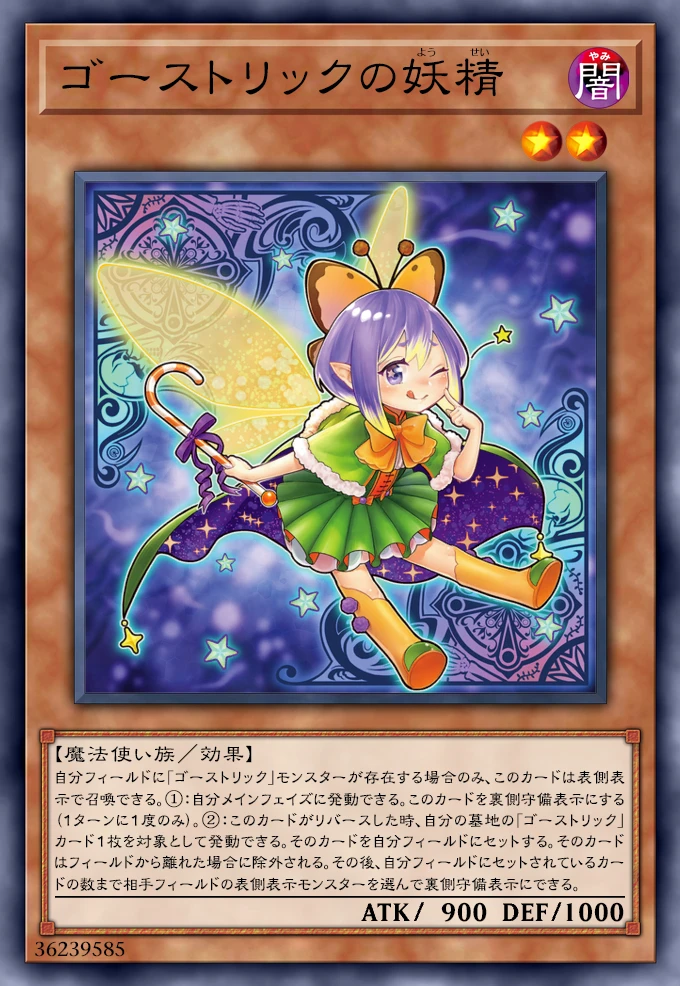 ゴーストリックの妖精
よう
せい
闇
やみ
【魔法使い族／効果】
自分フィールドに「ゴーストリック」モンスターが存在する場合のみ、このカードは表側表
示で召喚できる。①：自分メインフェイズに発動できる。このカードを裏側守備表示にする
（1ターンに1度のみ）。②：このカードがリバースした時、自分の墓地の「ゴーストリック」
カード1枚を対象として発動できる。そのカードを自分フィールドにセットする。そのカード
はフィールドから離れた場合に除外される。その後、自分フィールドにセットされているカー
ドの数まで相手フィールドの表側表示モンスターを選んで裏側守備表示にできる。
ATK/ 900 DEF/1000
36239585